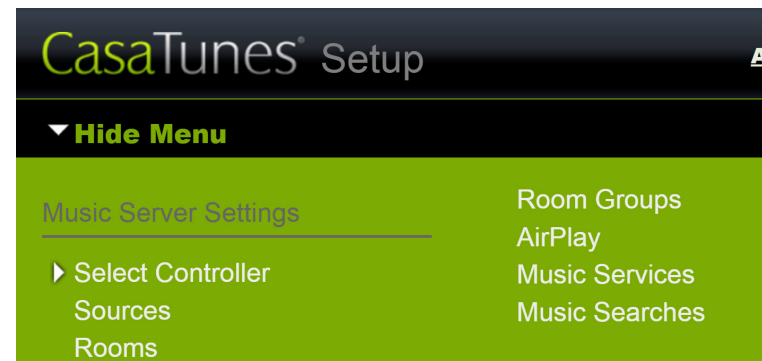 CasaTunes® Setup
Hide Menu
Music Server Settings
Select Controller
Sources
Rooms
Room Groups
AirPlay
Music Services
Music Searches